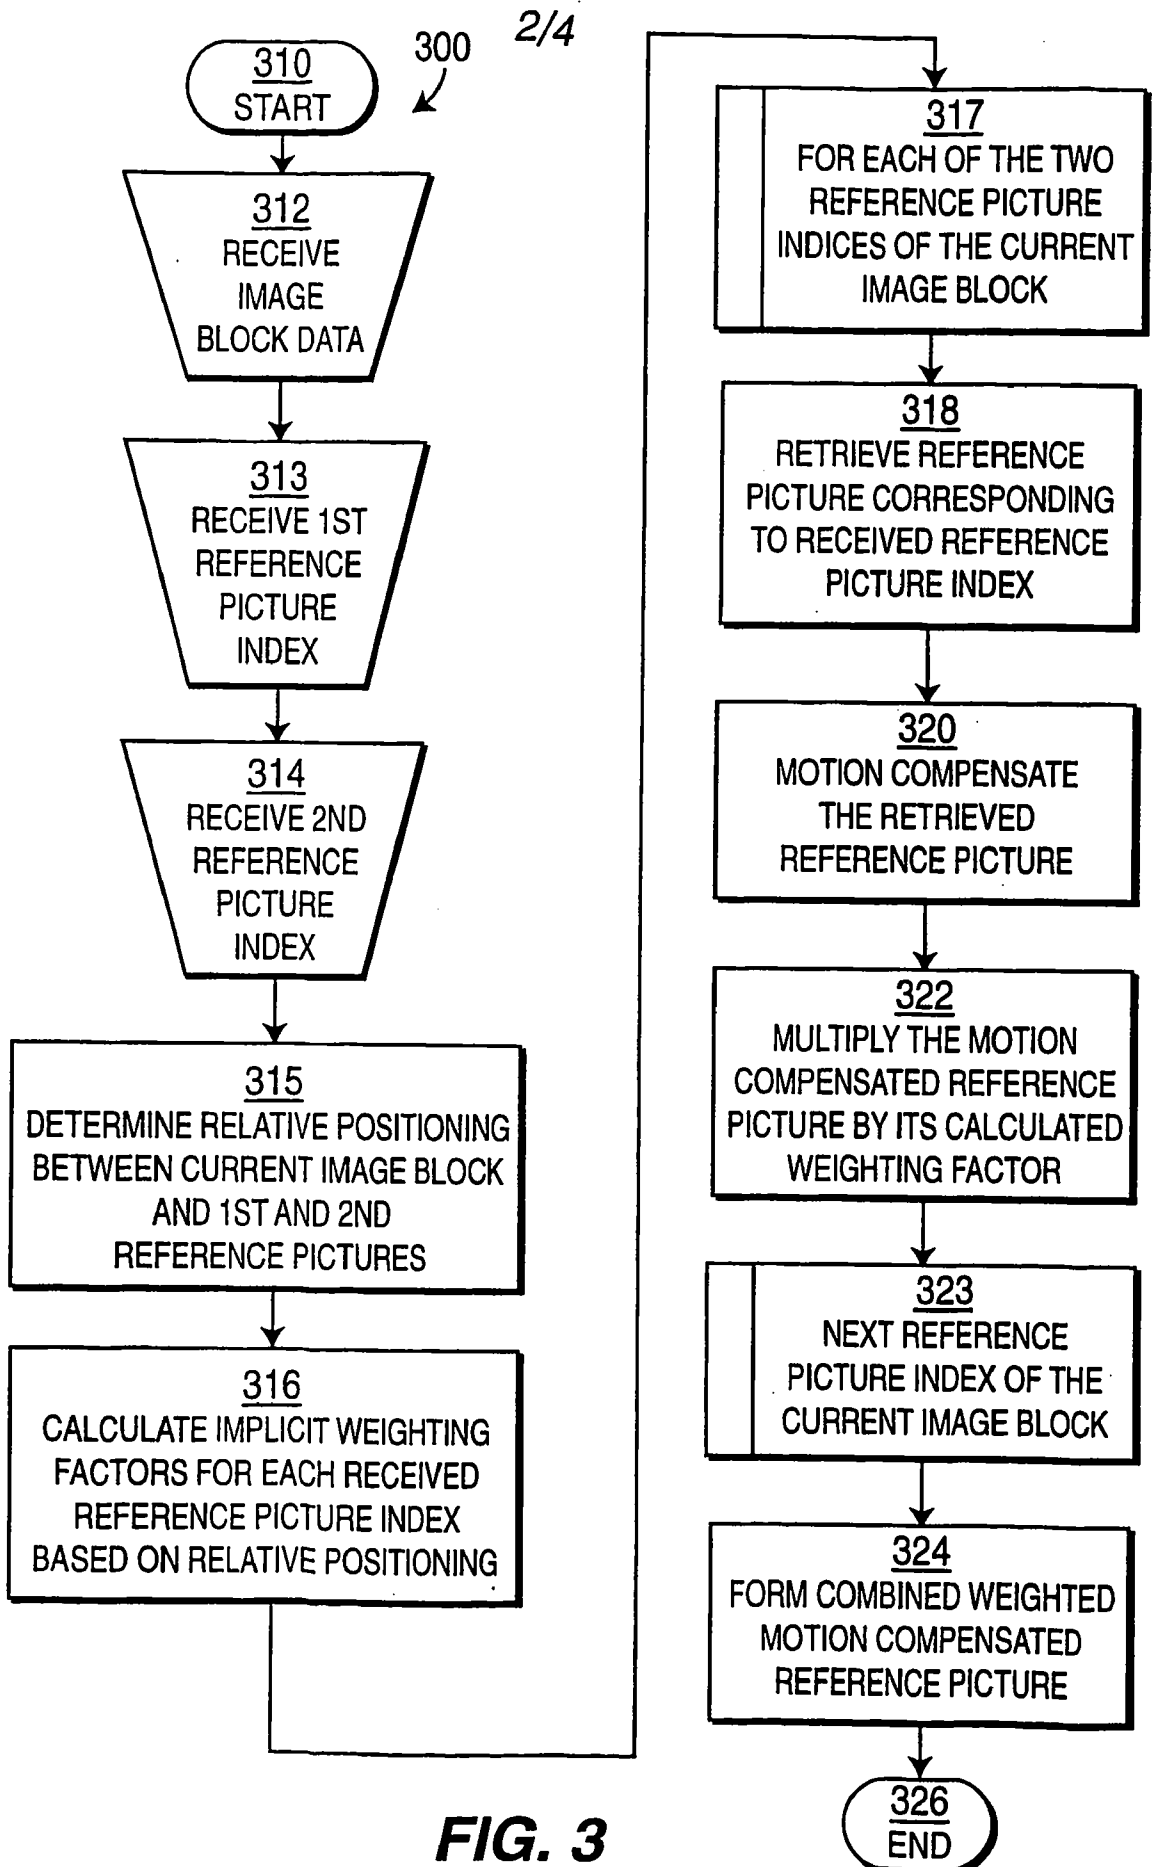 2/4
300
310
START
312
RECEIVE
IMAGE
BLOCK DATA
313
RECEIVE 1ST
REFERENCE
PICTURE
INDEX
314
RECEIVE 2ND
REFERENCE
PICTURE
INDEX
315
DETERMINE RELATIVE POSITIONING
BETWEEN CURRENT IMAGE BLOCK
AND 1ST AND 2ND
REFERENCE PICTURES
316
CALCULATE IMPLICIT WEIGHTING
FACTORS FOR EACH RECEIVED
REFERENCE PICTURE INDEX
BASED ON RELATIVE POSITIONING
317
FOR EACH OF THE TWO
REFERENCE PICTURE
INDICES OF THE CURRENT
IMAGE BLOCK
318
RETRIEVE REFERENCE
PICTURE CORRESPONDING
TO RECEIVED REFERENCE
PICTURE INDEX
320
MOTION COMPENSATE
THE RETRIEVED
REFERENCE PICTURE
322
MULTIPLY THE MOTION
COMPENSATED REFERENCE
PICTURE BY ITS CALCULATED
WEIGHTING FACTOR
323
NEXT REFERENCE
PICTURE INDEX OF THE
CURRENT IMAGE BLOCK
324
FORM COMBINED WEIGHTED
MOTION COMPENSATED
REFERENCE PICTURE
326
END
FIG. 3